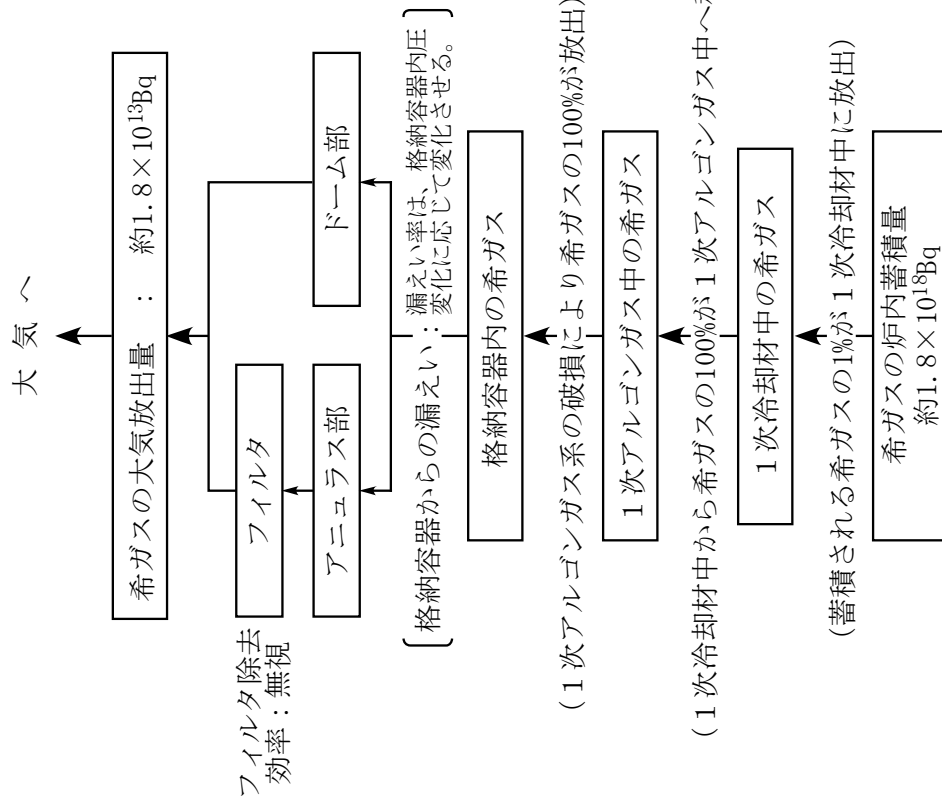 大 気 へ
希ガスの大気放出量 : 約1.8×10¹³Bq
フィルタ除去
効率：無視
フィルタ
アニュラス部
ドーム部
格納容器からの漏えい：漏えい率は、格納容器内圧
変化に応じて変化させる。
格納容器内の希ガス
(１次アルゴンガス系の破損により希ガスの100%が放出)
１次アルゴンガス中の希ガス
(１次冷却材中から希ガスの100%が１次アルゴンガス中へ
１次冷却材中の希ガス
(蓄積される希ガスの1%が１次冷却材中に放出)
希ガスの炉内蓄積量
約1.8×10¹⁸Bq